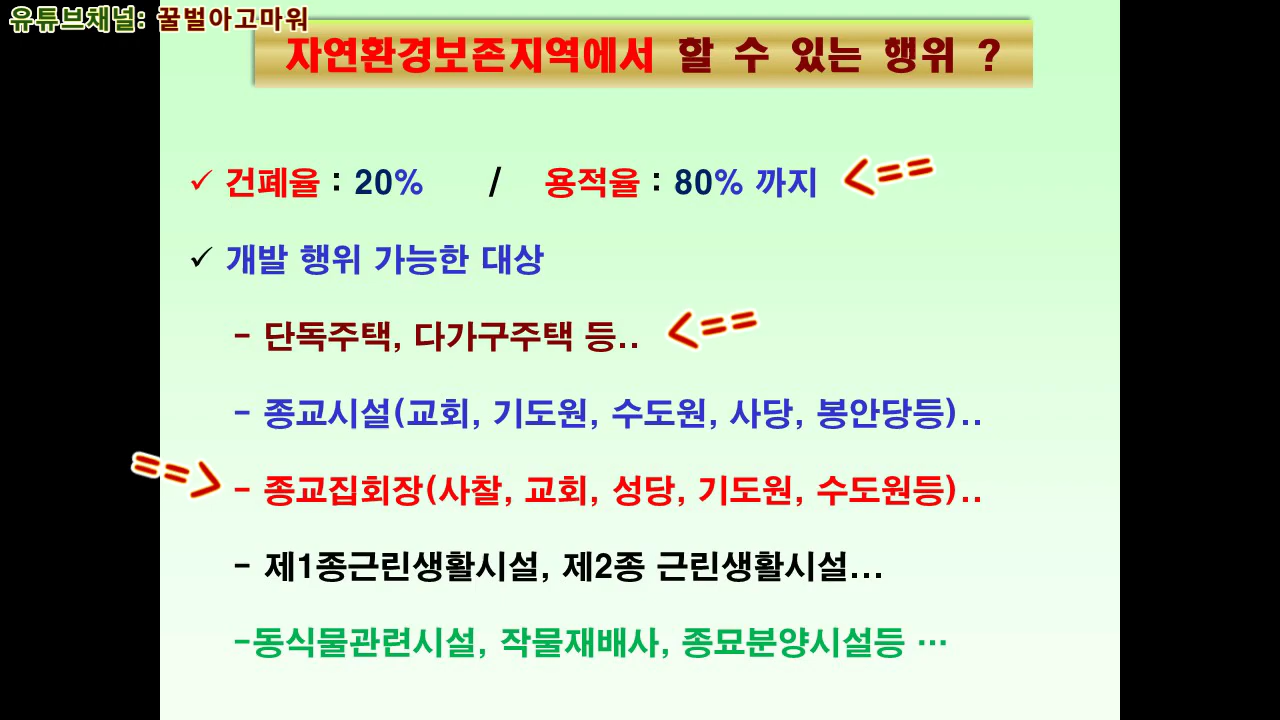 유튜브채널: 꿀벌아고마워
자연환경보존지역에서 할 수 있는 행위 ?
✓ 건폐율 : 20% / 용적율 : 80% 까지 <==
✓ 개발 행위 가능한 대상
- 단독주택, 다가구주택 등.. <==
- 종교시설(교회, 기도원, 수도원, 사당, 봉안당등)..
==> - 종교집회장(사찰, 교회, 성당, 기도원, 수도원등)..
- 제1종근린생활시설, 제2종 근린생활시설...
-동식물관련시설, 작물재배사, 종묘분양시설등 …